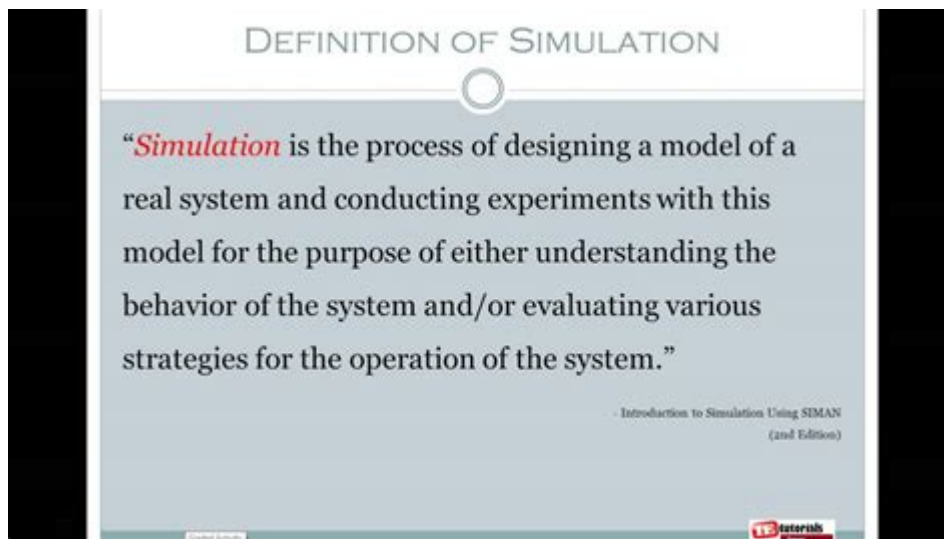 DEFINITION OF SIMULATION
“Simulation is the process of designing a model of a
real system and conducting experiments with this
model for the purpose of either understanding the
behavior of the system and/or evaluating various
strategies for the operation of the system.”
- Introduction to Simulation Using SIMAN
(2nd Edition)
TE tutorials